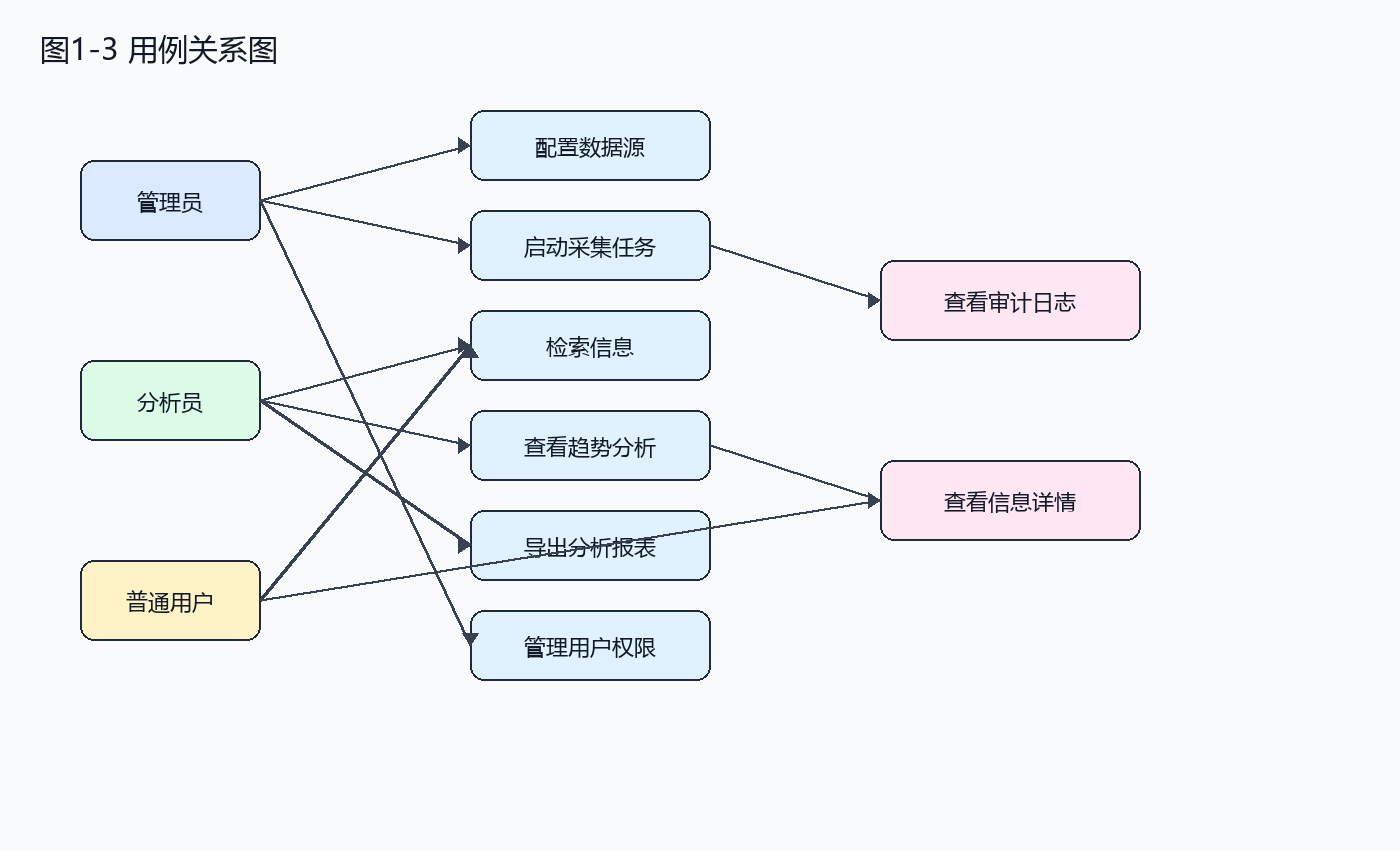 图1-3 用例关系图
配置数据源
管理员
启动采集任务
查看审计日志
检索信息
分析员
查看趋势分析
查看信息详情
导出分析报表
普通用户
管理用户权限